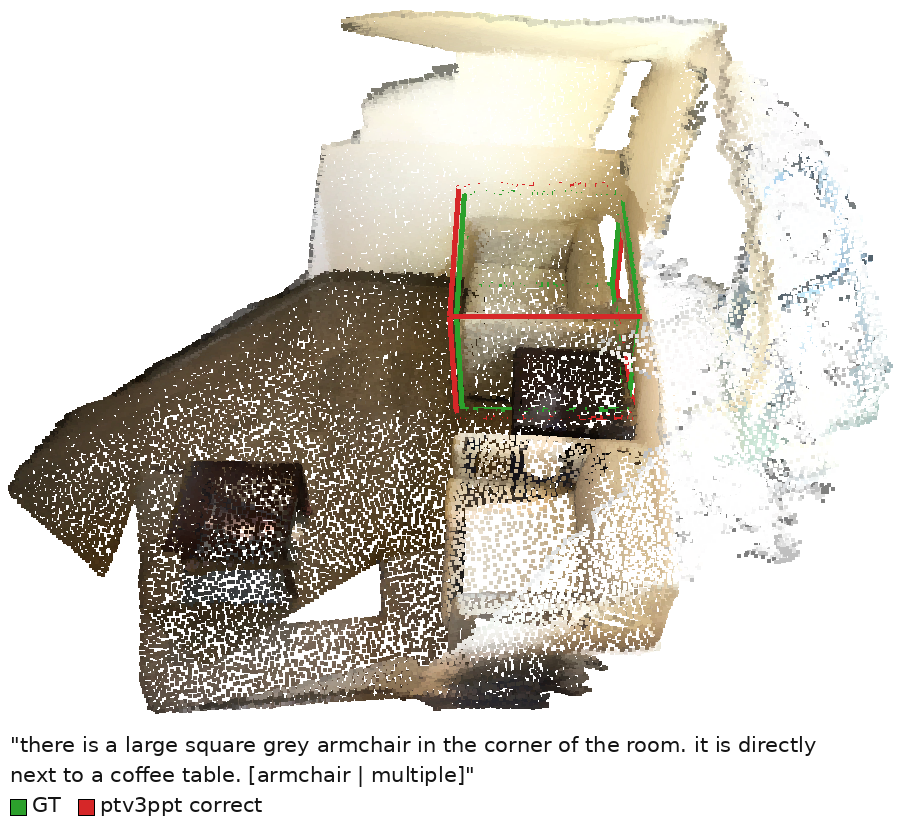 "there is a large square grey armchair in the corner of the room. it is directly
next to a coffee table. [armchair | multiple]"
GT ptv3ppt correct